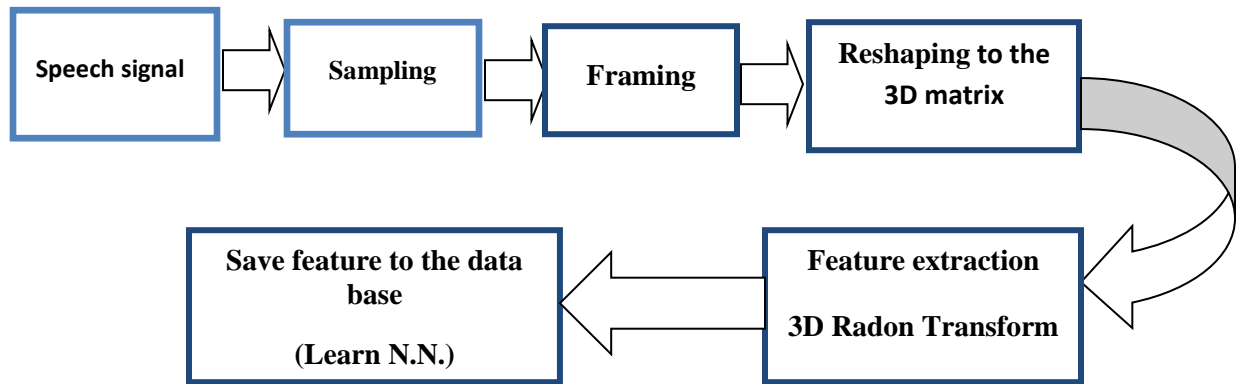 Speech signal
Sampling
Framing
Reshaping to the
3D matrix
Feature extraction
3D Radon Transform
Save feature to the data
base
(Learn N.N.)